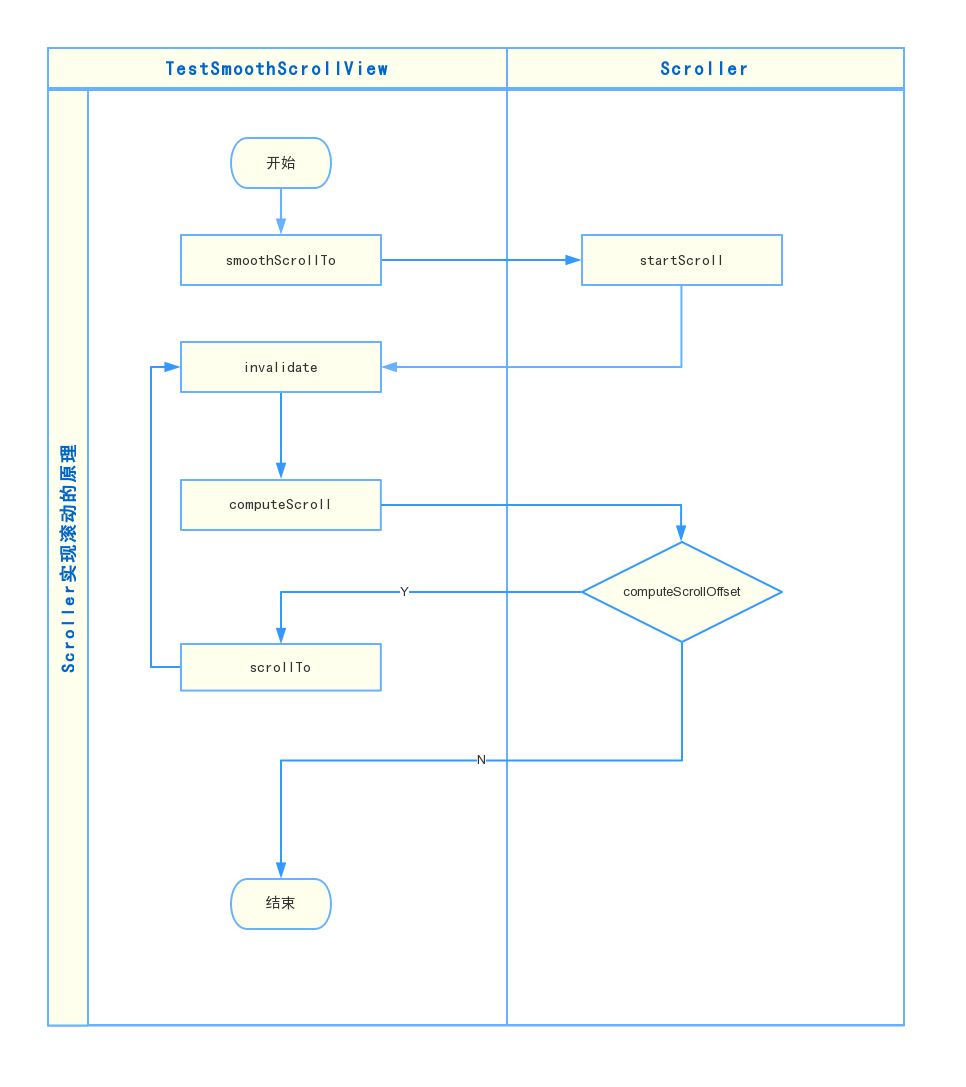 TestSmoothScrollView
Scroller
Scroller实现滚动的原理
开始
smoothScrollTo
startScroll
invalidate
computeScroll
computeScrollOffset
Y
scrollTo
N
结束